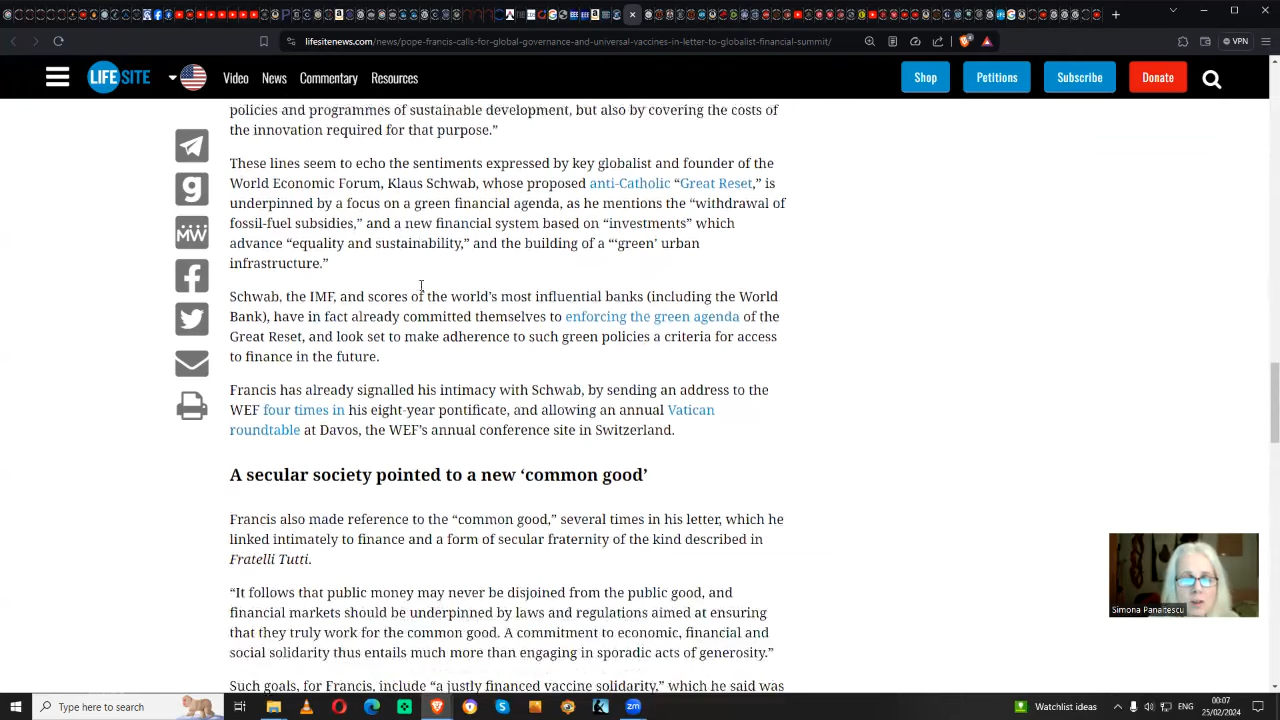 lifesitenews.com/news/pope-francis-calls-for-global-governance-and-universal-vaccines-in-letter-to-globalist-financial-summit/
VPN
LIFE SITE
Video
News
Commentary
Resources
Shop
Petitions
Subscribe
Donate
policies and programmes of sustainable development, but also by covering the costs of
the innovation required for that purpose.”
These lines seem to echo the sentiments expressed by key globalist and founder of the
World Economic Forum, Klaus Schwab, whose proposed anti-Catholic “Great Reset,” is
underpinned by a focus on a green financial agenda, as he mentions the “withdrawal of
fossil-fuel subsidies,” and a new financial system based on “investments” which
advance “equality and sustainability,” and the building of a “‘green’ urban
infrastructure.”
Schwab, the IMF, and scores of the world’s most influential banks (including the World
Bank), have in fact already committed themselves to enforcing the green agenda of the
Great Reset, and look set to make adherence to such green policies a criteria for access
to finance in the future.
Francis has already signalled his intimacy with Schwab, by sending an address to the
WEF four times in his eight-year pontificate, and allowing an annual Vatican
roundtable at Davos, the WEF’s annual conference site in Switzerland.
A secular society pointed to a new ‘common good’
Francis also made reference to the “common good,” several times in his letter, which he
linked intimately to finance and a form of secular fraternity of the kind described in
Fratelli Tutti.
“It follows that public money may never be disjoined from the public good, and
financial markets should be underpinned by laws and regulations aimed at ensuring
that they truly work for the common good. A commitment to economic, financial and
social solidarity thus entails much more than engaging in sporadic acts of generosity.”
Such goals, for Francis, include “a justly financed vaccine solidarity,” which he said was
MW
Simona Panaitescu
Type here to search
Watchlist ideas
ENG
00:07
25/02/2024